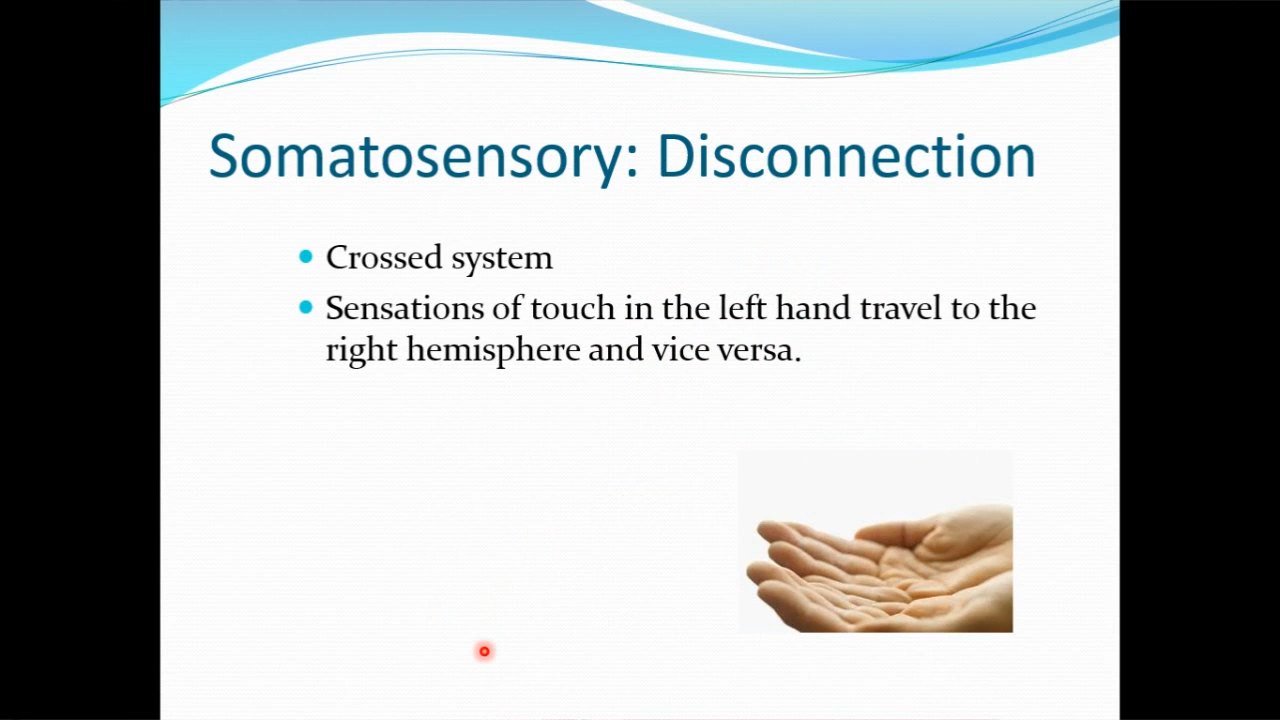 Somatosensory: Disconnection
Crossed system
Sensations of touch in the left hand travel to the
right hemisphere and vice versa.